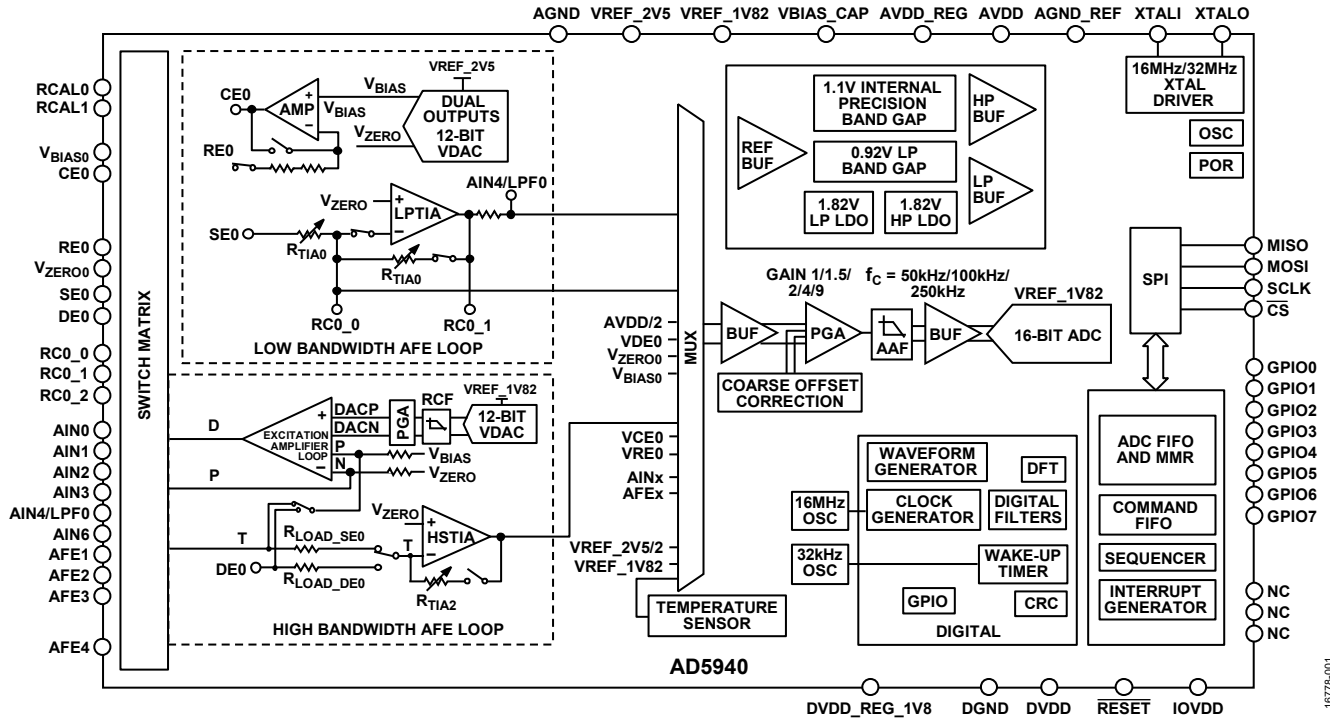 AGND VREF_2V5 VREF_1V82 VBIAS_CAP AVDD_REG AVDD AGND_REF XTALI XTALO
RCAL0
RCAL1
VBIAS0
CE0
RE0
VZERO0
SE0
DE0
RC0_0
RC0_1
RC0_2
AIN0
AIN1
AIN2
AIN3
AIN4/LPF0
AIN6
AFE1
AFE2
AFE3
AFE4
SWITCH MATRIX
VREF_2V5
CE0
AMP
+
−
VBIAS
VBIAS
VZERO
DUAL
OUTPUTS
12-BIT
VDAC
RE0
AIN4/LPF0
VZERO
+
LPTIA
−
SE0
RTIA0
RTIA0
RC0_0
RC0_1
LOW BANDWIDTH AFE LOOP
D
P
T
EXCITATION
AMPLIFIER
LOOP
+
−
DACP
DACN
P
N
PGA
RCF
VREF_1V82
12-BIT
VDAC
VBIAS
VZERO
VZERO
+
HSTIA
−
T
RLOAD_SE0
DE0
RLOAD_DE0
RTIA2
HIGH BANDWIDTH AFE LOOP
MUX
AVDD/2
VDE0
VZERO0
VBIAS0
VCE0
VRE0
AINx
AFEx
VREF_2V5/2
VREF_1V82
TEMPERATURE
SENSOR
REF
BUF
1.1V INTERNAL
PRECISION
BAND GAP
0.92V LP
BAND GAP
1.82V
LP LDO
1.82V
HP LDO
HP
BUF
LP
BUF
GAIN 1/1.5/
2/4/9
fC = 50kHz/100kHz/
250kHz
BUF
PGA
AAF
BUF
VREF_1V82
16-BIT ADC
COARSE OFFSET
CORRECTION
16MHz/32MHz
XTAL
DRIVER
OSC
POR
SPI
MISO
MOSI
SCLK
CS
WAVEFORM
GENERATOR
DFT
16MHz
OSC
CLOCK
GENERATOR
DIGITAL
FILTERS
32kHz
OSC
WAKE-UP
TIMER
GPIO
CRC
DIGITAL
ADC FIFO
AND MMR
COMMAND
FIFO
SEQUENCER
INTERRUPT
GENERATOR
GPIO0
GPIO1
GPIO2
GPIO3
GPIO4
GPIO5
GPIO6
GPIO7
NC
NC
NC
AD5940
DVDD_REG_1V8 DGND DVDD RESET IOVDD
16778-001